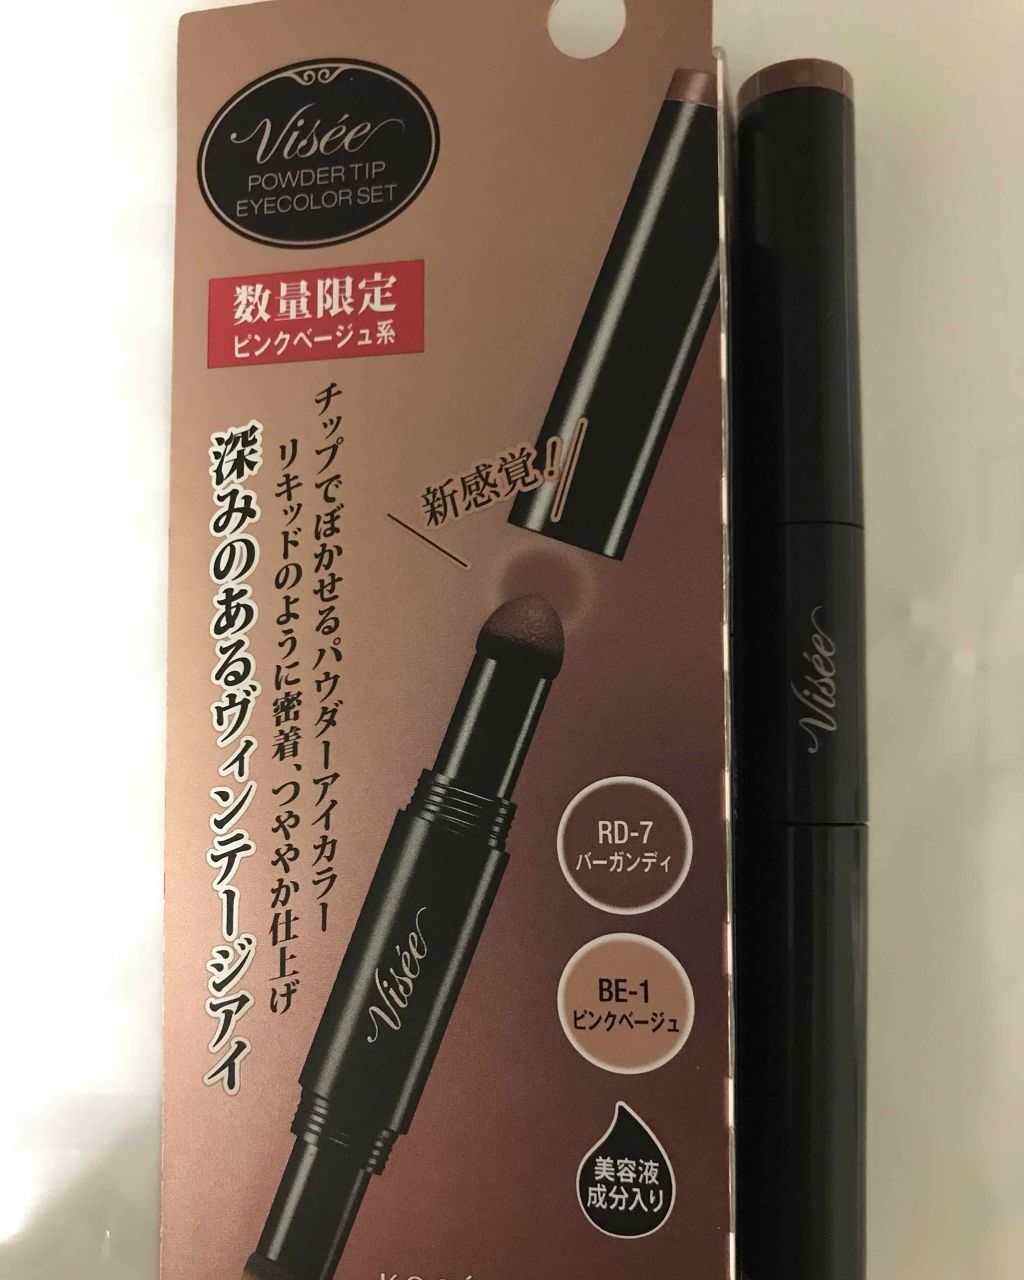 Visée
POWDER TIP
EYECOLOR SET
数量限定
ピンクベージュ系
チップでぼかせるパウダーアイカラー
リキッドのように密着、つややか仕上げ
深みのあるヴィンテージアイ
新感覚!
Visée
RD-7
バーガンディ
BE-1
ピンクベージュ
美容液
成分入り
Visée